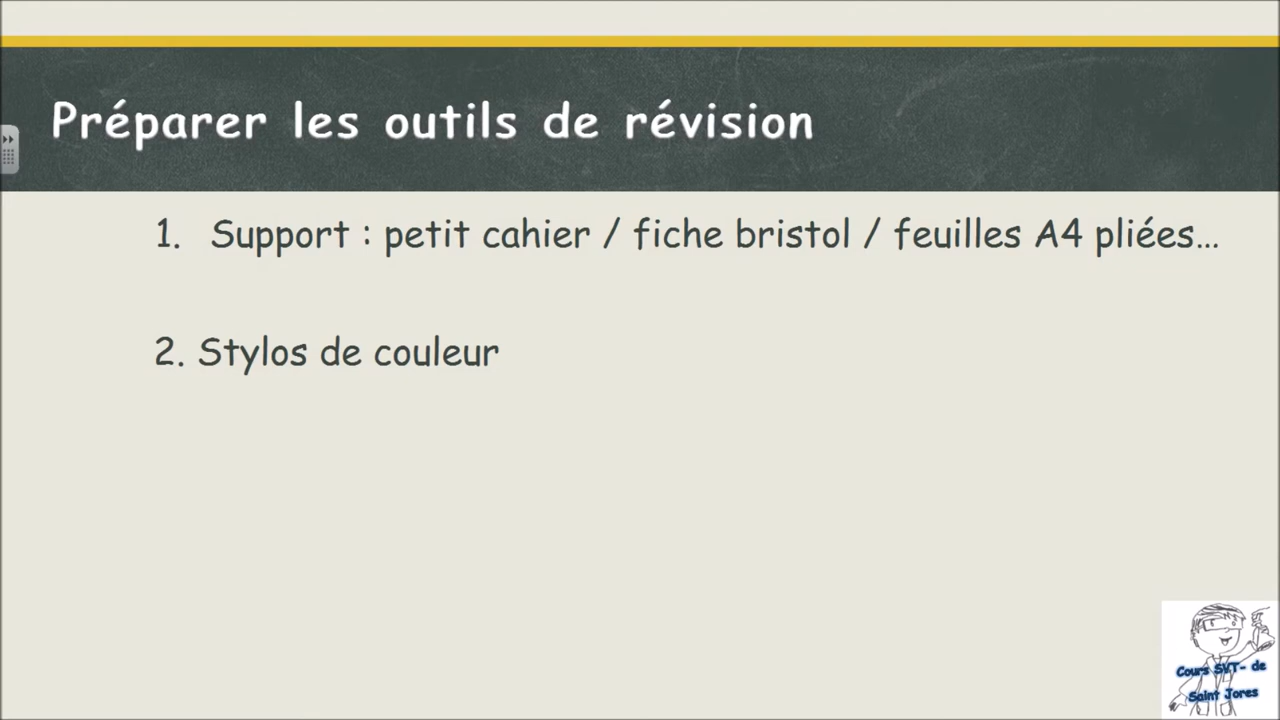 Préparer les outils de révision
1. Support : petit cahier / fiche bristol / feuilles A4 pliées...
2. Stylos de couleur
Cours SVT- de
Saint Jores